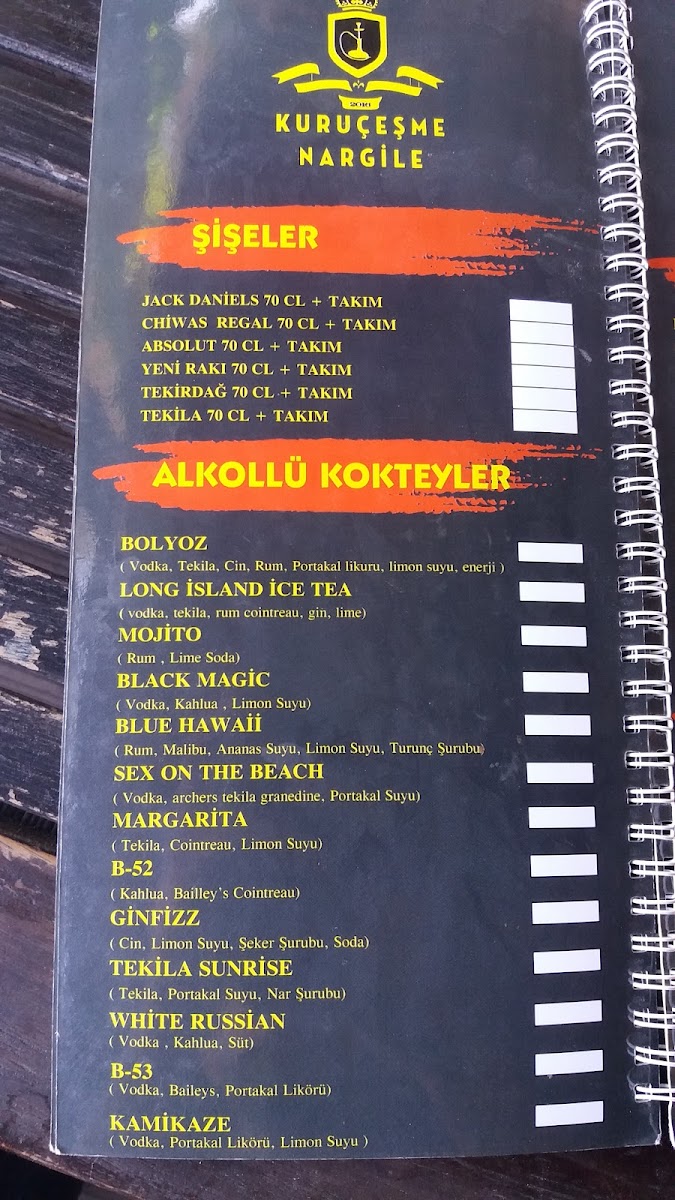 2016
KURUÇEŞME
NARGİLE
ŞİŞELER
JACK DANİELS 70 CL + TAKIM
CHİWAS REGAL 70 CL + TAKIM
ABSOLUT 70 CL + TAKIM
YENİ RAKI 70 CL + TAKIM
TEKİRDAĞ 70 CL + TAKIM
TEKİLA 70 CL + TAKIM
ALKOLLÜ KOKTEYLER
BOLYOZ
( Vodka, Tekila, Cin, Rum, Portakal likuru, limon suyu, enerji )
LONG İSLAND İCE TEA
( vodka, tekila, rum cointreau, gin, lime)
MOJİTO
( Rum , Lime Soda)
BLACK MAGİC
( Vodka, Kahlua , Limon Suyu)
BLUE HAWAİİ
( Rum, Malibu, Ananas Suyu, Limon Suyu, Turunç Şurubu)
SEX ON THE BEACH
( Vodka, archers tekila granedine, Portakal Suyu)
MARGARİTA
( Tekila, Cointreau, Limon Suyu)
B-52
( Kahlua, Bailley's Cointreau)
GİNFİZZ
( Cin, Limon Suyu, Şeker Şurubu, Soda)
TEKİLA SUNRİSE
( Tekila, Portakal Suyu, Nar Şurubu)
WHİTE RUSSİAN
( Vodka , Kahlua, Süt)
B-53
( Vodka, Baileys, Portakal Likörü)
KAMİKAZE
( Vodka, Portakal Likörü, Limon Suyu )